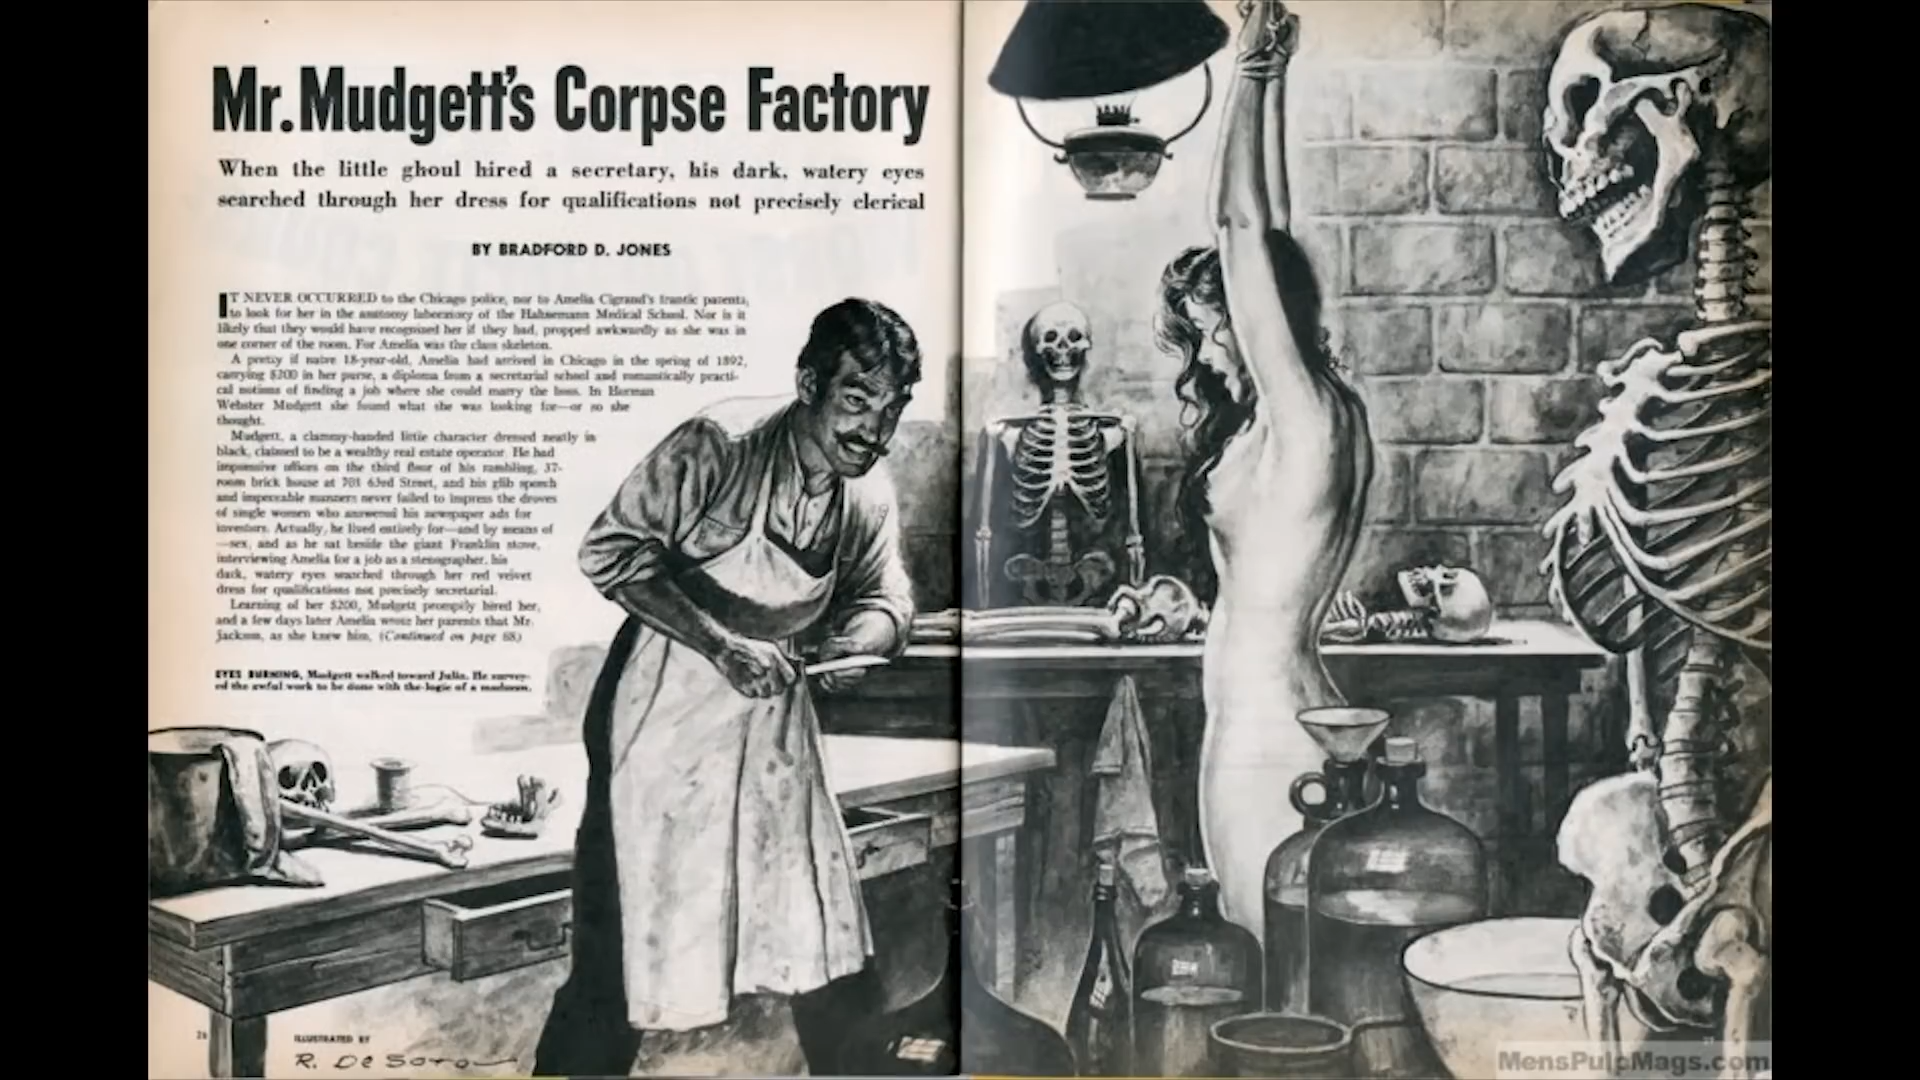 Mr. Mudgett's Corpse Factory
When the little ghoul hired a secretary, his dark, watery eyes
searched through her dress for qualifications not precisely clerical
BY BRADFORD D. JONES
IT NEVER OCCURRED to the Chicago police, nor to Amelia Cigrand's frantic parents,
to look for her in the anatomy laboratory of the Hahnemann Medical School. Nor is it
likely that they would have recognized her if they had, propped awkwardly as she was in
one corner of the room. For Amelia was the class skeleton.
A pretty if naive 18-year-old, Amelia had arrived in Chicago in the spring of 1892,
carrying $200 in her purse, a diploma from a secretarial school and romantically practi-
cal notions of finding a job where she could marry the boss. In Herman
Webster Mudgett she found what she was looking for—or so she
thought.
Mudgett, a clammy-handed little character dressed neatly in
black, claimed to be a wealthy real estate operator. He had
impressive offices on the third floor of his rambling, 37-
room brick house at 701 63rd Street, and his glib speech
and impeccable manners never failed to impress the droves
of single women who answered his newspaper ads for
investors. Actually, he lived entirely for—and by means of
—sex, and as he sat beside the giant Franklin stove,
interviewing Amelia for a job as a stenographer, his
dark, watery eyes searched through her red velvet
dress for qualifications not precisely secretarial.
Learning of her $200, Mudgett promptly hired her,
and a few days later Amelia wrote her parents that Mr.
Jackson, as she knew him, (Continued on page 68)
EYES BURNING, Mudgett walked toward Julia. He survey-
ed the awful work to be done with the logic of a madman.
26
ILLUSTRATED BY
R. DeSoto
MensPulpMags.com